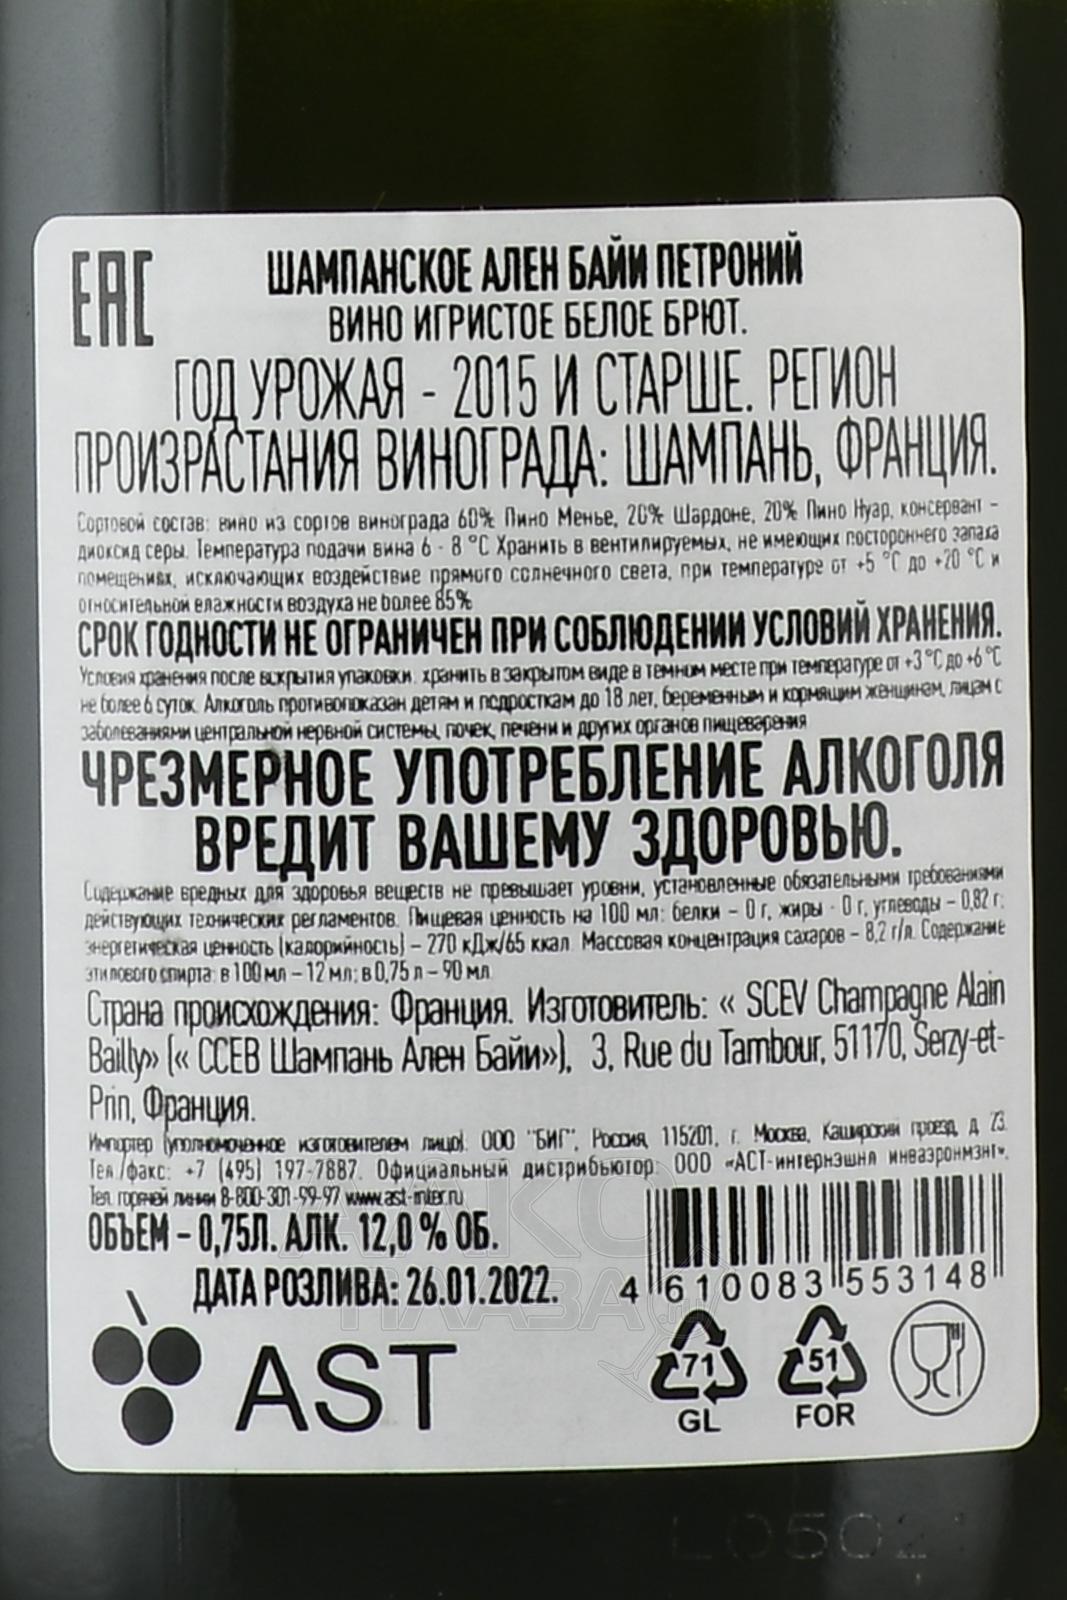 ЕАС
ШАМПАНСКОЕ АЛЕН БАЙИ ПЕТРОНИЙ
ВИНО ИГРИСТОЕ БЕЛОЕ БРЮТ.
ГОД УРОЖАЯ - 2015 И СТАРШЕ. РЕГИОН
ПРОИЗРАСТАНИЯ ВИНОГРАДА: ШАМПАНЬ, ФРАНЦИЯ.
Сортовой состав: вино из сортов винограда 60% Пино Менье, 20% Шардоне, 20% Пино Нуар, консервант –
диоксид серы. Температура подачи вина 6 - 8 °С Хранить в вентилируемых, не имеющих постороннего запаха
помещениях, исключающих воздействие прямого солнечного света, при температуре от +5 °С до +20 °С и
относительной влажности воздуха не более 85%
СРОК ГОДНОСТИ НЕ ОГРАНИЧЕН ПРИ СОБЛЮДЕНИИ УСЛОВИЙ ХРАНЕНИЯ.
Условия хранения после вскрытия упаковки: хранить в закрытом виде в темном месте при температуре от +3 °С до +6 °С
не более 6 суток. Алкоголь противопоказан детям и подросткам до 18 лет, беременным и кормящим женщинам, лицам с
заболеваниями центральной нервной системы, почек, печени и других органов пищеварения
ЧРЕЗМЕРНОЕ УПОТРЕБЛЕНИЕ АЛКОГОЛЯ
ВРЕДИТ ВАШЕМУ ЗДОРОВЬЮ.
Содержание вредных для здоровья веществ не превышает уровни, установленные обязательными требованиями
действующих технических регламентов. Пищевая ценность на 100 мл: белки – 0 г, жиры - 0 г, углеводы – 0,82 г;
энергетическая ценность (калорийность) – 270 кДж/65 ккал. Массовая концентрация сахаров – 8,2 г/л. Содержание
этилового спирта: в 100 мл – 12 мл; в 0,75 л – 90 мл
Страна происхождения: Франция. Изготовитель: « SCEV Champagne Alain
Bailly» (« ССЕВ Шампань Ален Байи»), 3, Rue du Tambour, 51170, Serzy-et-
Prin, Франция.
Импортер (уполномоченное изготовителем лицо): ООО "БИГ", Россия, 115201, г. Москва, Каширский проезд, д. 23.
Тел./факс: +7 (495) 197-7887. Официальный дистрибьютор: ООО «АСТ-интернэшнл инваэронмэнт».
Тел. горячей линии 8-800-301-99-97 www.ast-inter.ru
ОБЪЕМ – 0,75Л. АЛК. 12,0 % ОБ.
ДАТА РОЗЛИВА: 26.01.2022.
4 610083 553148
AST
71
GL
51
FOR
АЛКО
ПЛАЗА